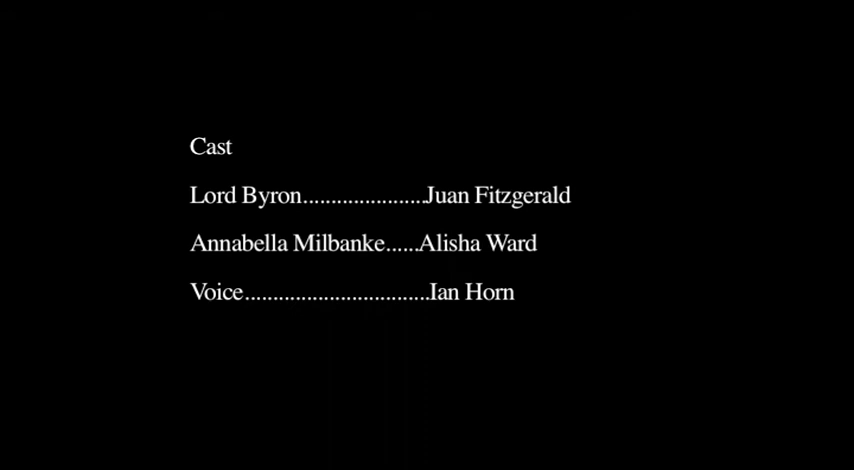 Cast
Lord Byron......................Juan Fitzgerald
Annabella Milbanke......Alisha Ward
Voice.................................Ian Horn